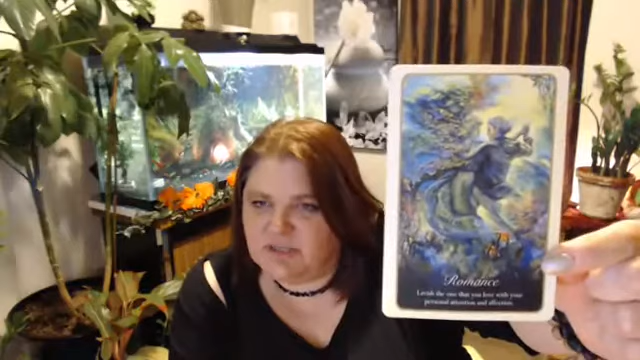 Romance
Lavish the one that you love with your
personal attention and affection.